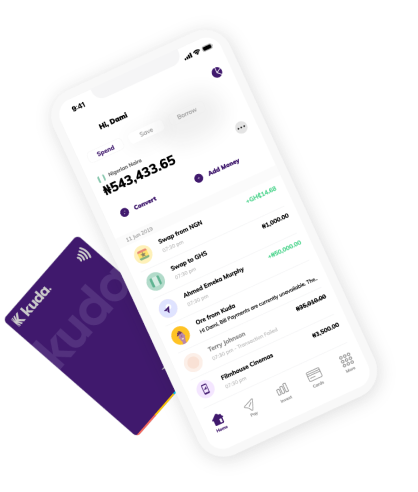 9:41
Hi, Dami
Spend
Save
Borrow
Nigerian Naira
₦543,433.65
Convert
Add Money
11 Jun 2019
Swap from NGN
07:30 pm
+GH₵14.68
Swap to GHS
07:30 pm
₦1,000.00
Ahmed Emeka Murphy
07:30 pm
+₦50,000.00
Ore from Kuda
Hi Dami, Bill Payments are currently unavailable. The...
Terry Johnson
07:30 pm · Transaction Failed
₦36,010.00
Filmhouse Cinemas
07:30 pm
₦3,500.00
Home
Pay
Invest
Cards
More
kuda.
kuda